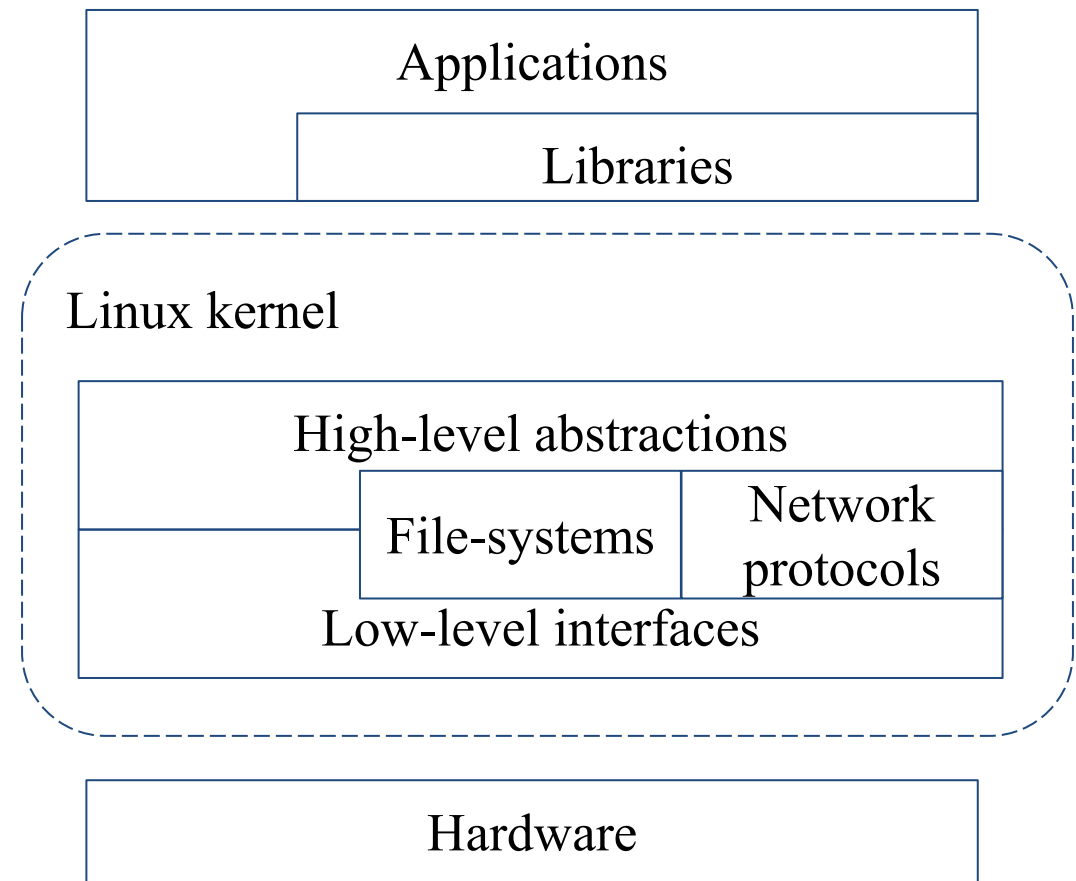 Applications
Libraries
Linux kernel
High-level abstractions
File-systems
Network
protocols
Low-level interfaces
Hardware